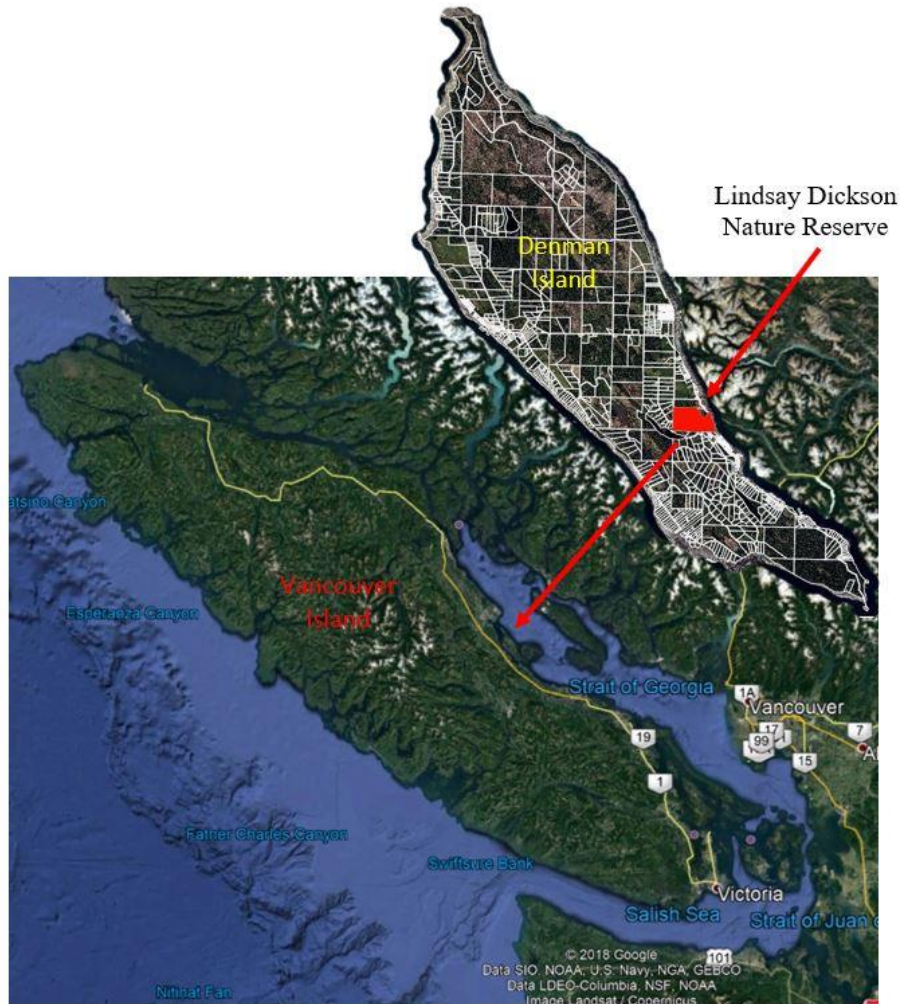 Lindsay Dickson
Nature Reserve
Denman
Island
Canyon
Vancouver
Island
Esperanza Canyon
Strait of Georgia
1A
Vancouver
17
99
7
15
19
1
Father Charles Canyon
Swiftsure Bank
Victoria
Salish Sea
Strait of Juan
101
© 2018 Google
Data SIO, NOAA, U.S. Navy, NGA, GEBCO
Data LDEO-Columbia, NSF, NOAA
Image Landsat / Copernicus
Nitinat Fan